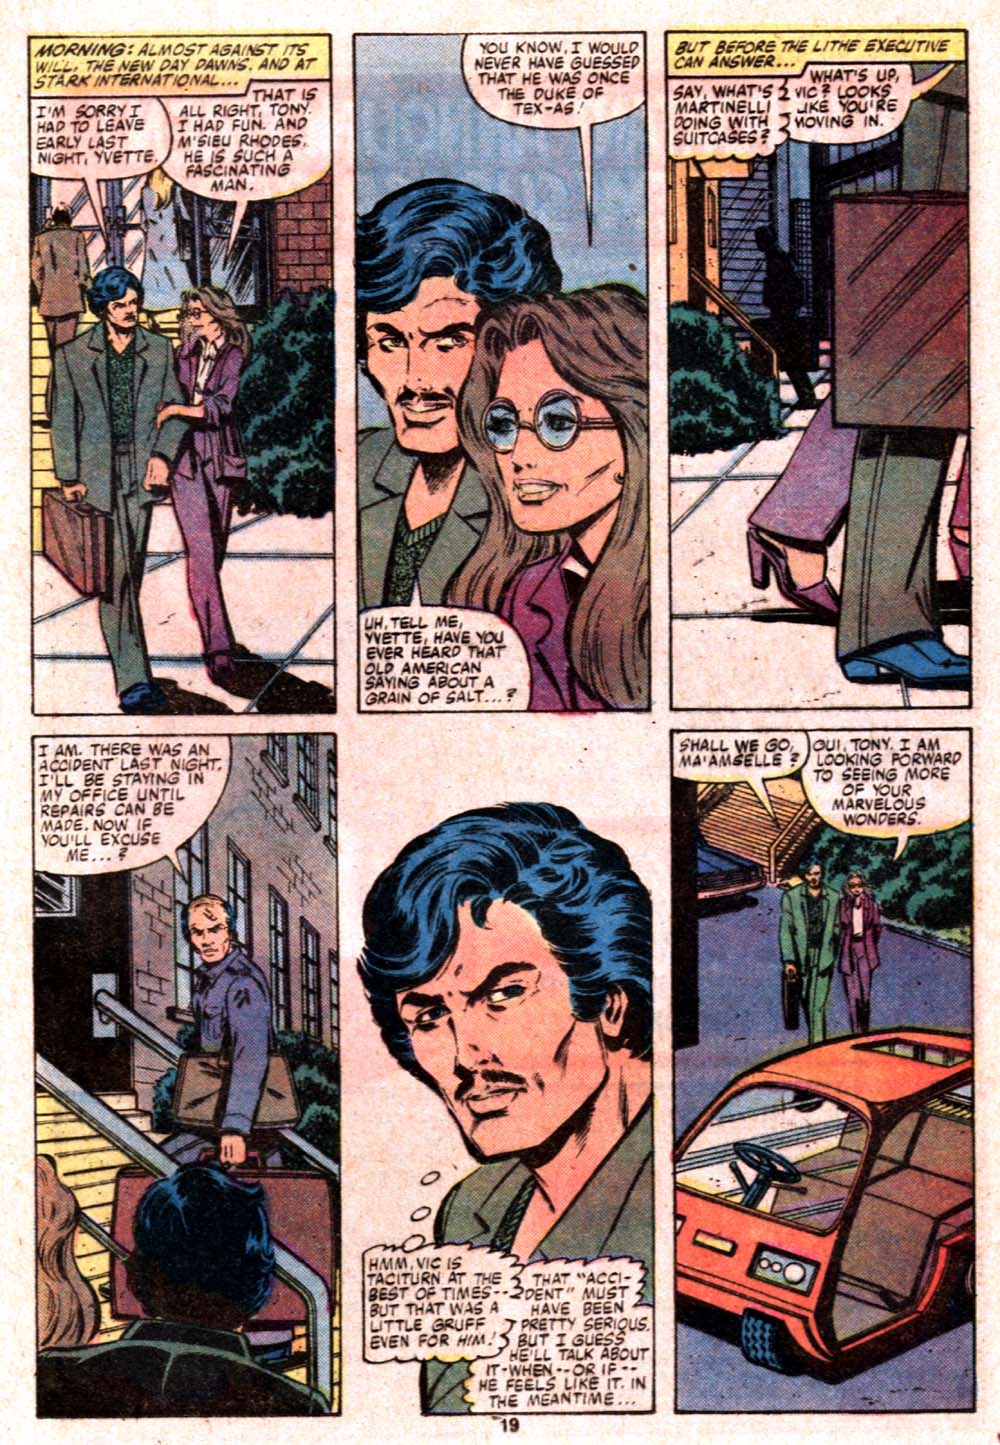 MORNING: ALMOST AGAINST ITS
WILL, THE NEW DAY DAWNS. AND AT
STARK INTERNATIONAL...
I'M SORRY I
HAD TO LEAVE
EARLY LAST
NIGHT, YVETTE.
THAT IS
ALL RIGHT, TONY.
I HAD FUN. AND
M'SIEU RHODES,
HE IS SUCH A
FASCINATING
MAN.
YOU KNOW, I WOULD
NEVER HAVE GUESSED
THAT HE WAS ONCE
THE DUKE OF
TEX-AS!
UH, TELL ME,
YVETTE, HAVE YOU
EVER HEARD THAT
OLD AMERICAN
SAYING ABOUT A
GRAIN OF SALT...?
BUT BEFORE THE LITHE EXECUTIVE
CAN ANSWER...
SAY, WHAT'S
MARTINELLI
DOING WITH
SUITCASES?
WHAT'S UP,
VIC? LOOKS
LIKE YOU'RE
MOVING IN.
I AM. THERE WAS AN
ACCIDENT LAST NIGHT.
I'LL BE STAYING IN
MY OFFICE UNTIL
REPAIRS CAN BE
MADE. NOW IF
YOU'LL EXCUSE
ME...?
HMM, VIC IS
TACITURN AT THE
BEST OF TIMES--
BUT THAT WAS A
LITTLE GRUFF
EVEN FOR HIM!
THAT "ACCI-
DENT" MUST
HAVE BEEN
PRETTY SERIOUS.
BUT I GUESS
HE'LL TALK ABOUT
IT--WHEN--OR IF--
HE FEELS LIKE IT. IN
THE MEANTIME...
SHALL WE GO,
MA'AMSELLE?
OUI, TONY. I AM
LOOKING FORWARD
TO SEEING MORE
OF YOUR
MARVELOUS
WONDERS.
19